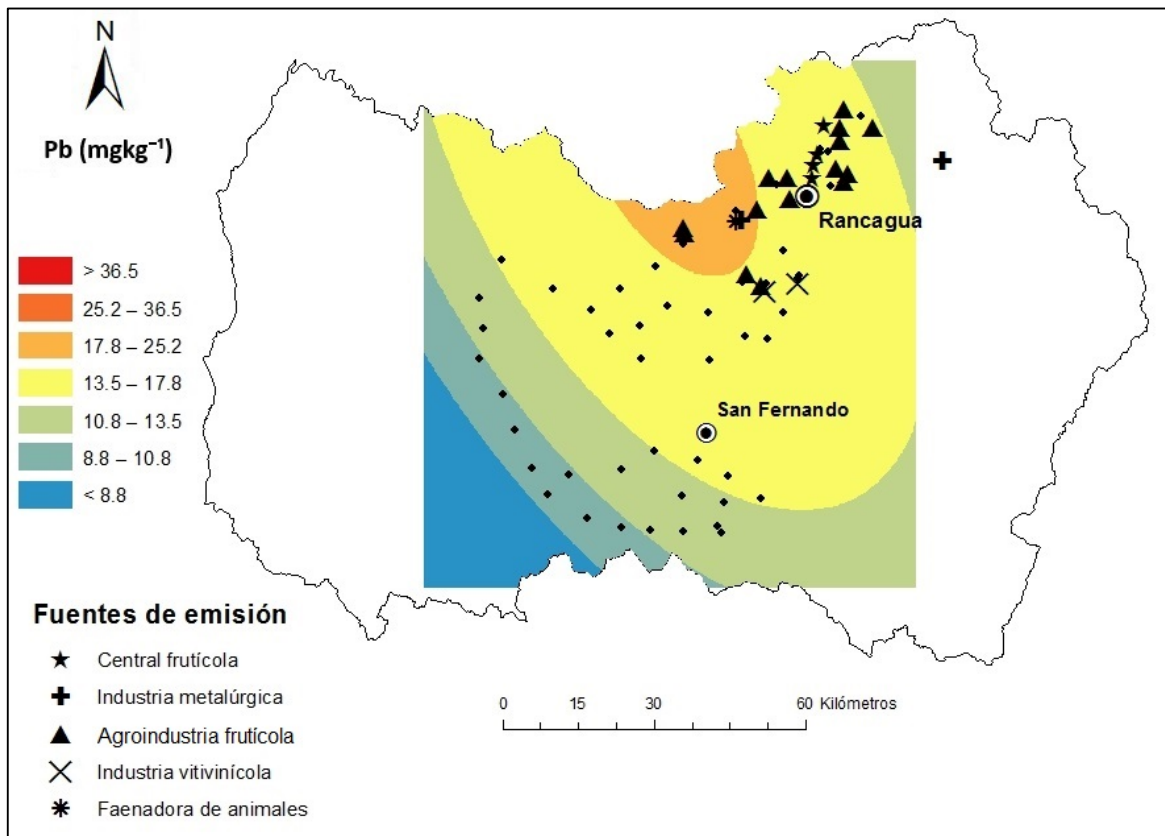 N
Pb (mgkg⁻¹)
> 36.5
25.2 – 36.5
17.8 – 25.2
13.5 – 17.8
10.8 – 13.5
8.8 – 10.8
< 8.8
Rancagua
San Fernando
Fuentes de emisión
Central frutícola
Industria metalúrgica
Agroindustria frutícola
Industria vitivinícola
Faenadora de animales
0 15 30 60 Kilómetros